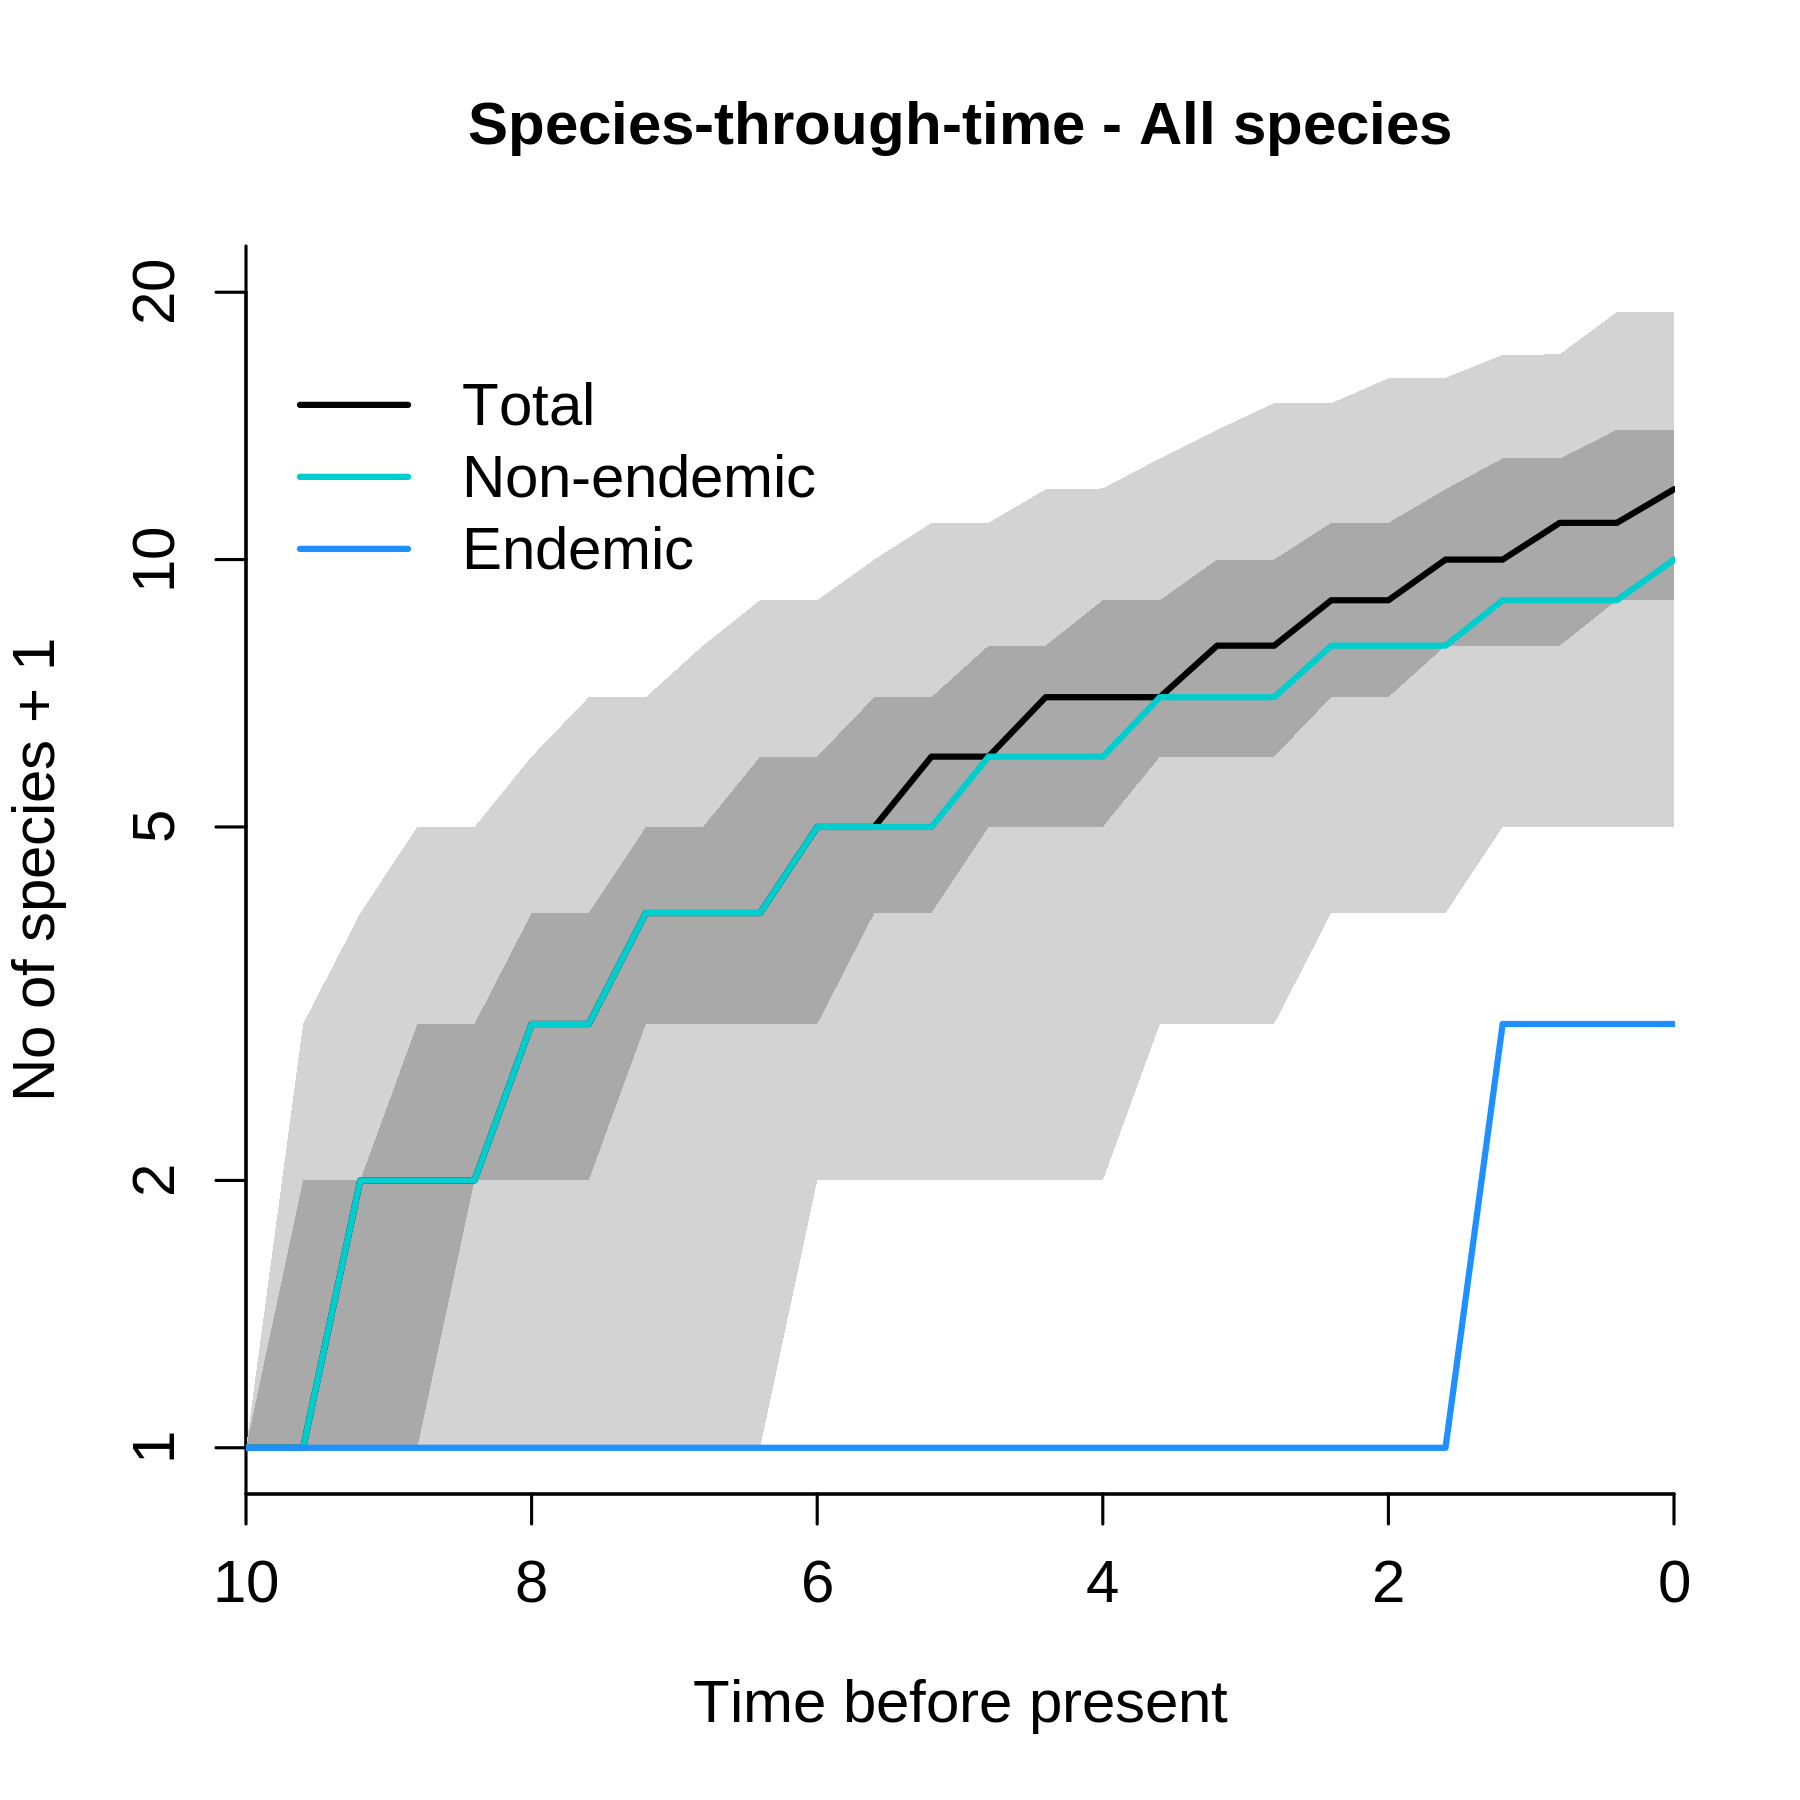 Species-through-time - All species
20
10
5
2
1
No of species + 1
Total
Non-endemic
Endemic
10 8 6 4 2 0
Time before present